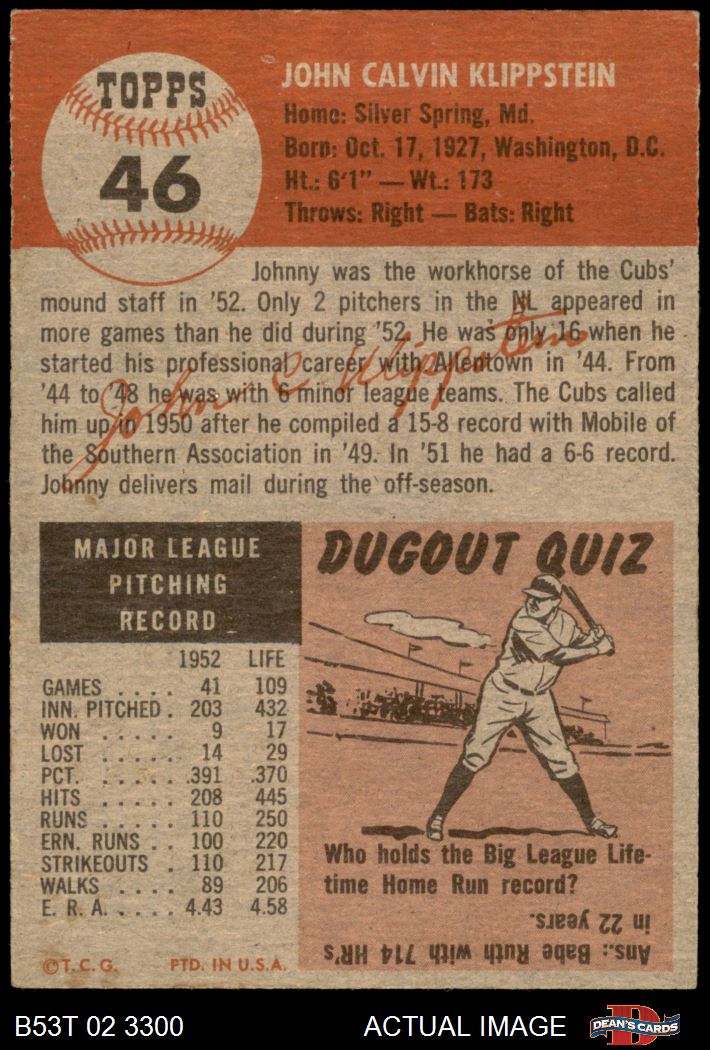 TOPPS
46
JOHN CALVIN KLIPPSTEIN
Home: Silver Spring, Md.
Born: Oct. 17, 1927, Washington, D.C.
Ht.: 6'1" — Wt.: 173
Throws: Right — Bats: Right
Johnny was the workhorse of the Cubs'
mound staff in '52. Only 2 pitchers in the NL appeared in
more games than he did during '52. He was only 16 when he
started his professional career with Allentown in '44. From
'44 to '48 he was with 6 minor league teams. The Cubs called
him up in 1950 after he compiled a 15-8 record with Mobile of
the Southern Association in '49. In '51 he had a 6-6 record.
Johnny delivers mail during the off-season.
John C Klippstein
MAJOR LEAGUE
PITCHING
RECORD
1952 LIFE
GAMES .... 41 109
INN. PITCHED . 203 432
WON ..... 9 17
LOST ..... 14 29
PCT. ..... .391 .370
HITS ..... 208 445
RUNS ..... 110 250
ERN. RUNS .. 100 220
STRIKEOUTS . 110 217
WALKS .... 89 206
E. R. A. ..... 4.43 4.58
©T.C.G. PTD. IN U.S.A.
DUGOUT QUIZ
Who holds the Big League Life-
time Home Run record?
Ans.: Babe Ruth with 714 HR's
in 22 years.
B53T 02 3300 ACTUAL IMAGE
D
DEAN'S CARDS